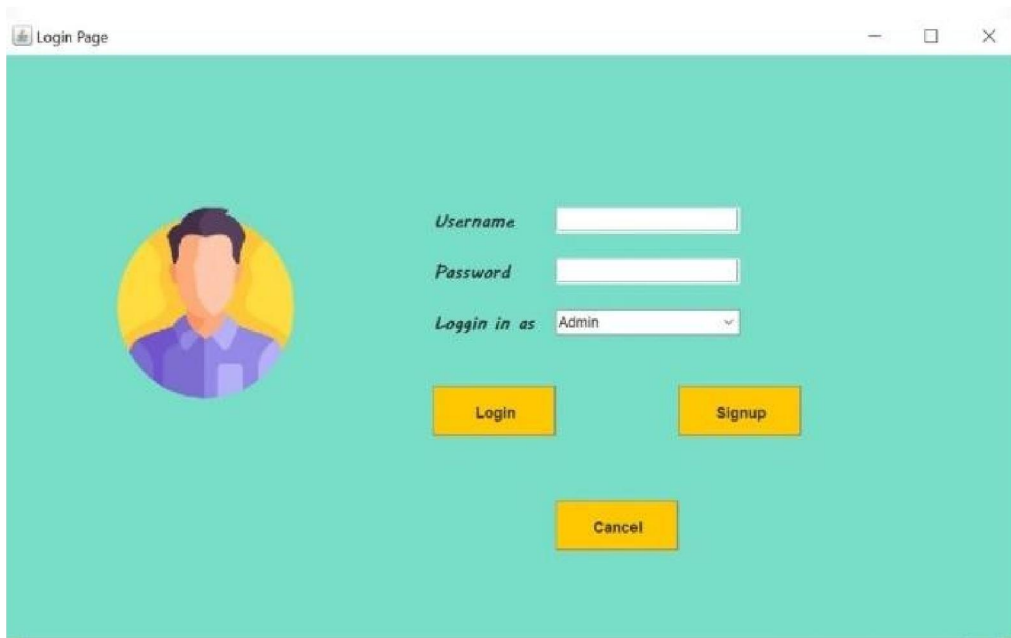 Login Page
Username
Password
Loggin in as Admin
Login Signup
Cancel